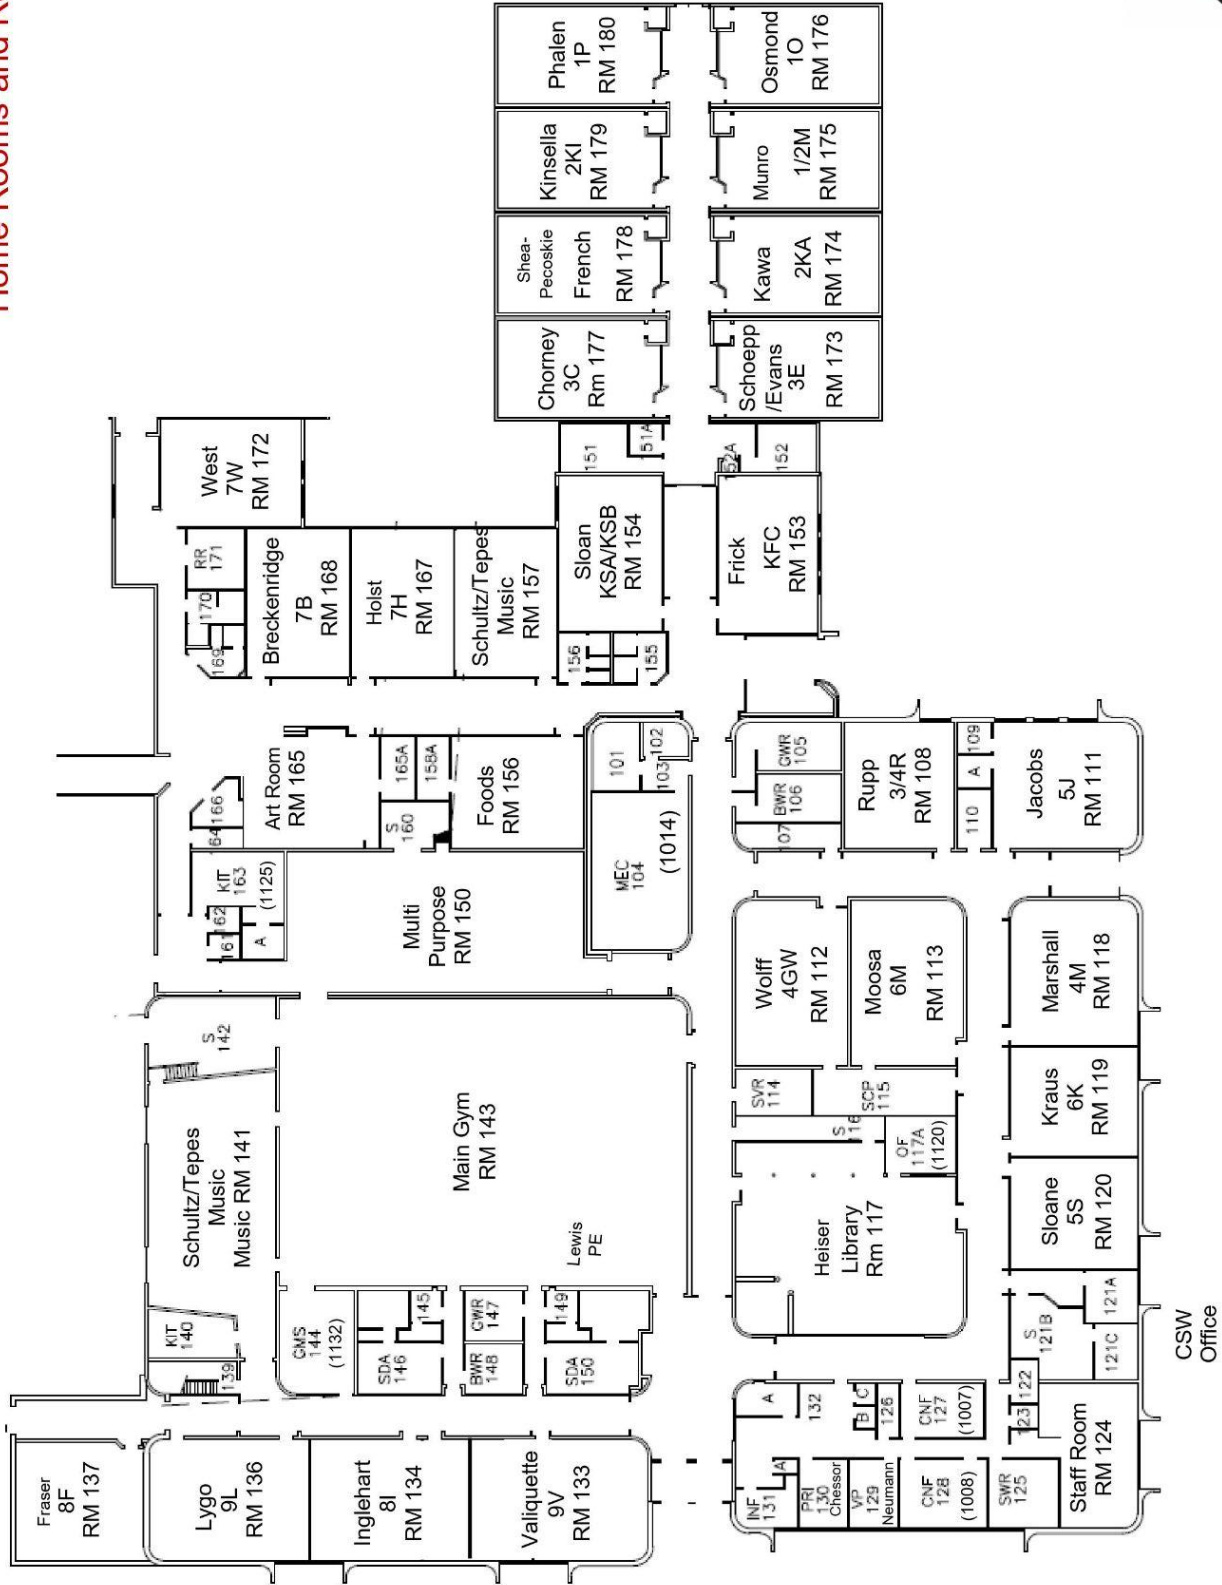 Home Rooms and
Phalen
1P
RM 180
Osmond
1O
RM 176
Kinsella
2KI
RM 179
Munro
1/2M
RM 175
Shea-
Pecoskie
French
RM 178
Kawa
2KA
RM 174
Chorney
3C
Rm 177
Schoepp
/Evans
3E
RM 173
West
7W
RM 172
151
151A
52A
152
RR
171
170
169
Breckenridge
7B
RM 168
Holst
7H
RM 167
Schultz/Tepes
Music
RM 157
Sloan
KSA/KSB
RM 154
Frick
KFC
RM 153
156
155
166
164
Art Room
RM 165
165A
158A
S
160
Foods
RM 156
101
102
103
MEC
104
(1014)
GWR
105
BWR
106
107
Rupp
3/4R
RM 108
109
A
110
Jacobs
5J
RM 111
KIT
163
(1125)
162
161
A
Multi
Purpose
RM 150
Wolff
4GW
RM 112
Moosa
6M
RM 113
Marshall
4M
RM 118
S
142
Schultz/Tepes
Music
Music RM 141
Main Gym
RM 143
Lewis
PE
SVR
114
SCP
115
S
116
OF
117A
(1120)
Kraus
6K
RM 119
Sloane
5S
RM 120
Heiser
Library
Rm 117
KIT
140
139
GMS
144
(1132)
145
SDA
146
GWR
147
BWR
148
149
SDA
150
S
121B
121A
121C
CSW
Office
122
123
A
132
B
C
126
CNF
127
(1007)
Fraser
8F
RM 137
Lygo
9L
RM 136
Inglehart
8I
RM 134
Valiquette
9V
RM 133
INF
131
A
PRI
130
Chessor
VP
129
Neumann
CNF
128
(1008)
SWR
125
Staff Room
RM 124